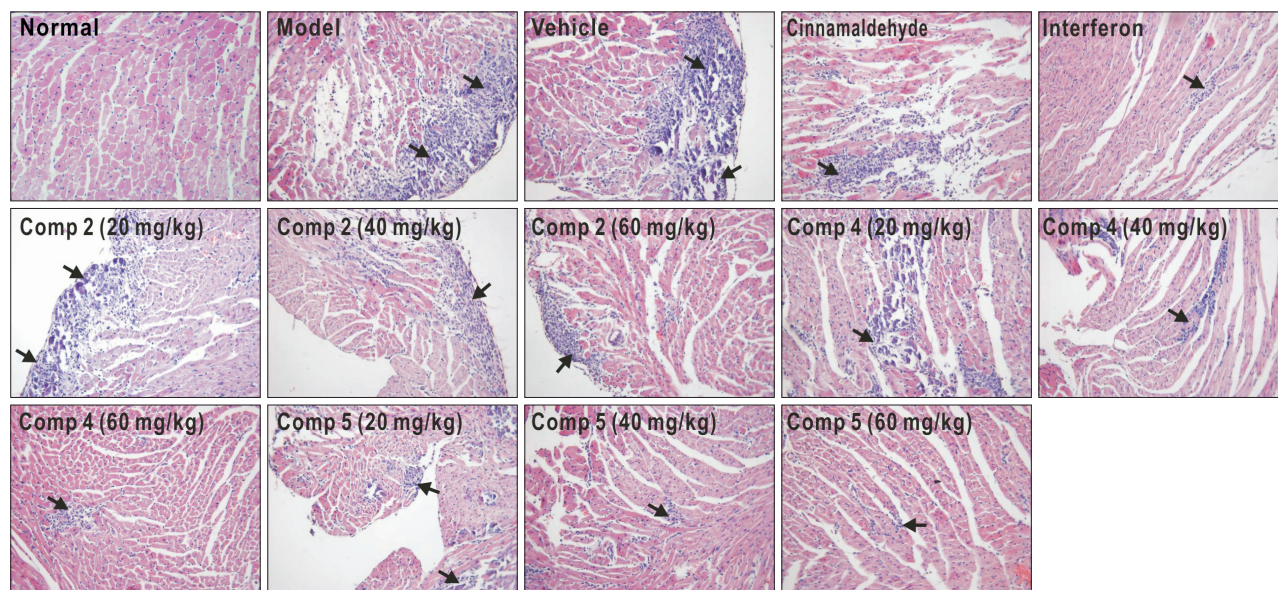 Normal
Model
Vehicle
Cinnamaldehyde
Interferon
Comp 2 (20 mg/kg)
Comp 2 (40 mg/kg)
Comp 2 (60 mg/kg)
Comp 4 (20 mg/kg)
Comp 4 (40 mg/kg)
Comp 4 (60 mg/kg)
Comp 5 (20 mg/kg)
Comp 5 (40 mg/kg)
Comp 5 (60 mg/kg)